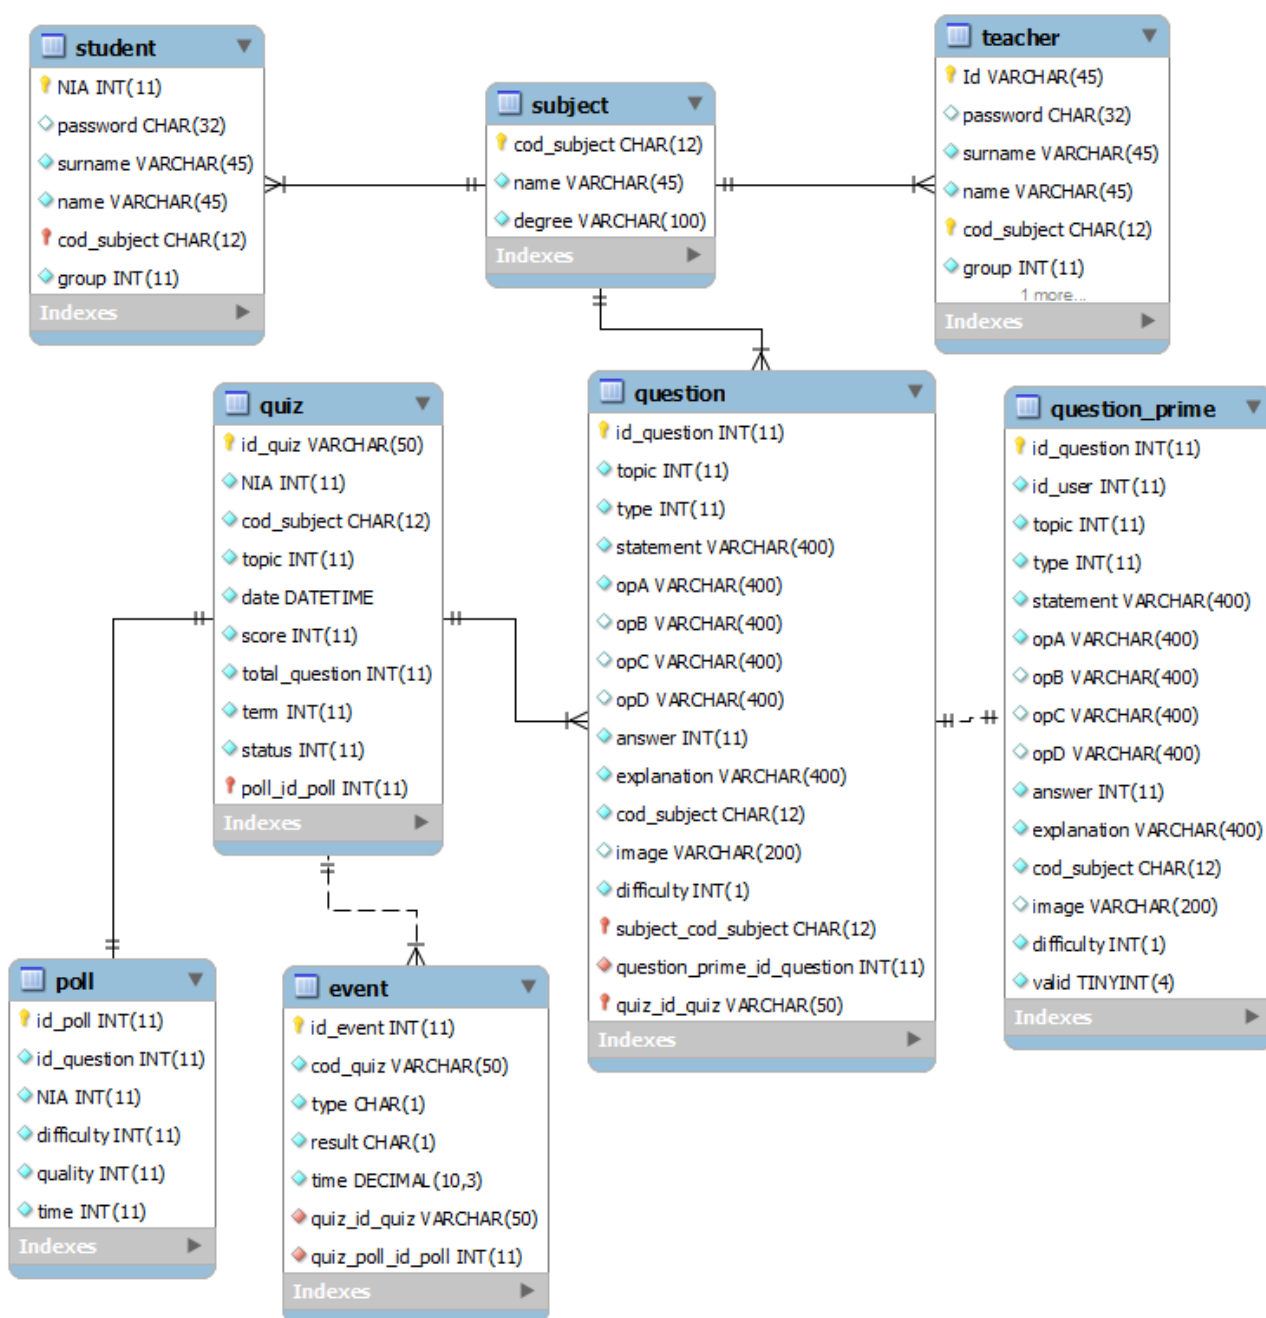 student
NIA INT(11)
password CHAR(32)
surname VARCHAR(45)
name VARCHAR(45)
cod_subject CHAR(12)
group INT(11)
Indexes
subject
cod_subject CHAR(12)
name VARCHAR(45)
degree VARCHAR(100)
Indexes
teacher
Id VARCHAR(45)
password CHAR(32)
surname VARCHAR(45)
name VARCHAR(45)
cod_subject CHAR(12)
group INT(11)
1 more...
Indexes
quiz
id_quiz VARCHAR(50)
NIA INT(11)
cod_subject CHAR(12)
topic INT(11)
date DATETIME
score INT(11)
total_question INT(11)
term INT(11)
status INT(11)
poll_id_poll INT(11)
Indexes
question
id_question INT(11)
topic INT(11)
type INT(11)
statement VARCHAR(400)
opA VARCHAR(400)
opB VARCHAR(400)
opC VARCHAR(400)
opD VARCHAR(400)
answer INT(11)
explanation VARCHAR(400)
cod_subject CHAR(12)
image VARCHAR(200)
difficulty INT(1)
subject_cod_subject CHAR(12)
question_prime_id_question INT(11)
quiz_id_quiz VARCHAR(50)
Indexes
question_prime
id_question INT(11)
id_user INT(11)
topic INT(11)
type INT(11)
statement VARCHAR(400)
opA VARCHAR(400)
opB VARCHAR(400)
opC VARCHAR(400)
opD VARCHAR(400)
answer INT(11)
explanation VARCHAR(400)
cod_subject CHAR(12)
image VARCHAR(200)
difficulty INT(1)
valid TINYINT(4)
Indexes
poll
id_poll INT(11)
id_question INT(11)
NIA INT(11)
difficulty INT(11)
quality INT(11)
time INT(11)
Indexes
event
id_event INT(11)
cod_quiz VARCHAR(50)
type CHAR(1)
result CHAR(1)
time DECIMAL(10,3)
quiz_id_quiz VARCHAR(50)
quiz_poll_id_poll INT(11)
Indexes